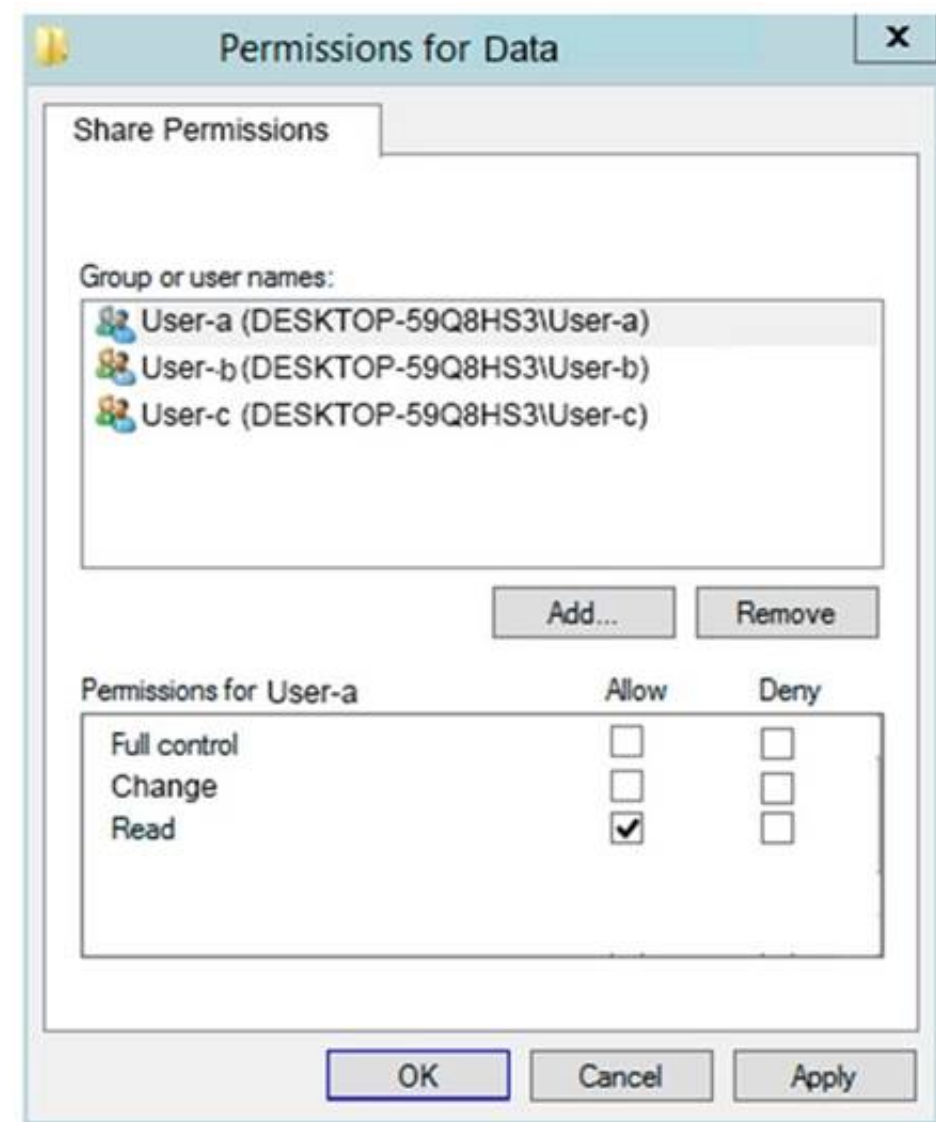 Permissions for Data
X
Share Permissions
Group or user names:
User-a (DESKTOP-59Q8HS3\User-a)
User-b (DESKTOP-59Q8HS3\User-b)
User-c (DESKTOP-59Q8HS3\User-c)
Add... Remove
Permissions for User-a Allow Deny
Full control
Change
Read
OK Cancel Apply